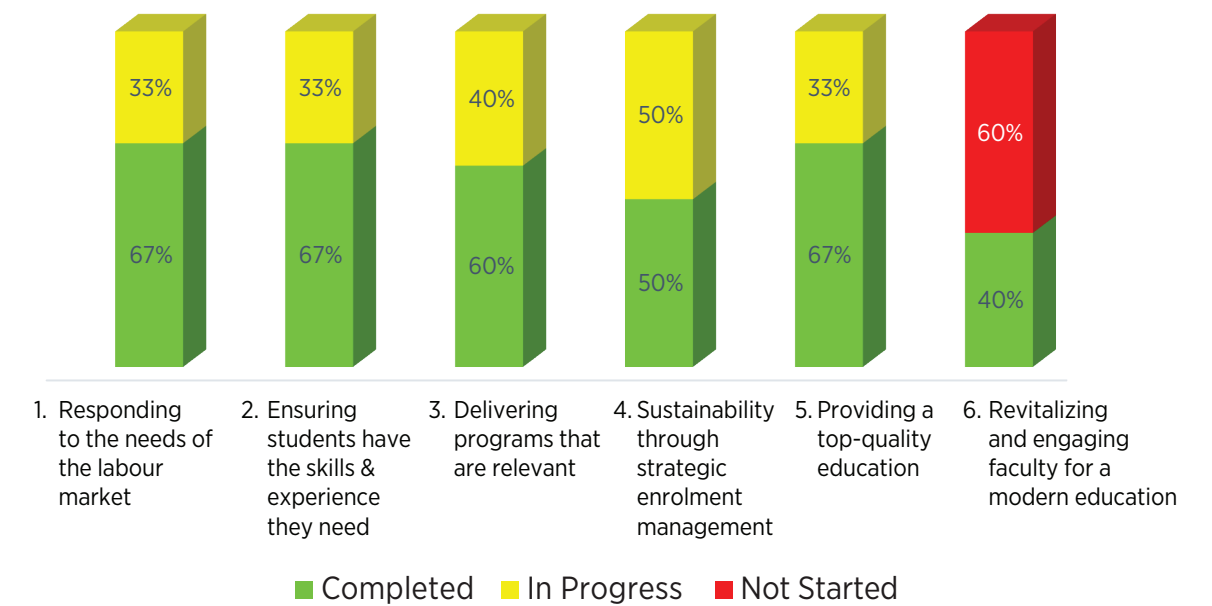 33%
33%
40%
50%
33%
60%
67%
67%
60%
50%
67%
40%
1. Responding
to the needs of
the labour
market
2. Ensuring
students have
the skills &
experience
they need
3. Delivering
programs that
are relevant
4. Sustainability
through
strategic
enrolment
management
5. Providing a
top-quality
education
6. Revitalizing
and engaging
faculty for a
modern education
Completed In Progress Not Started